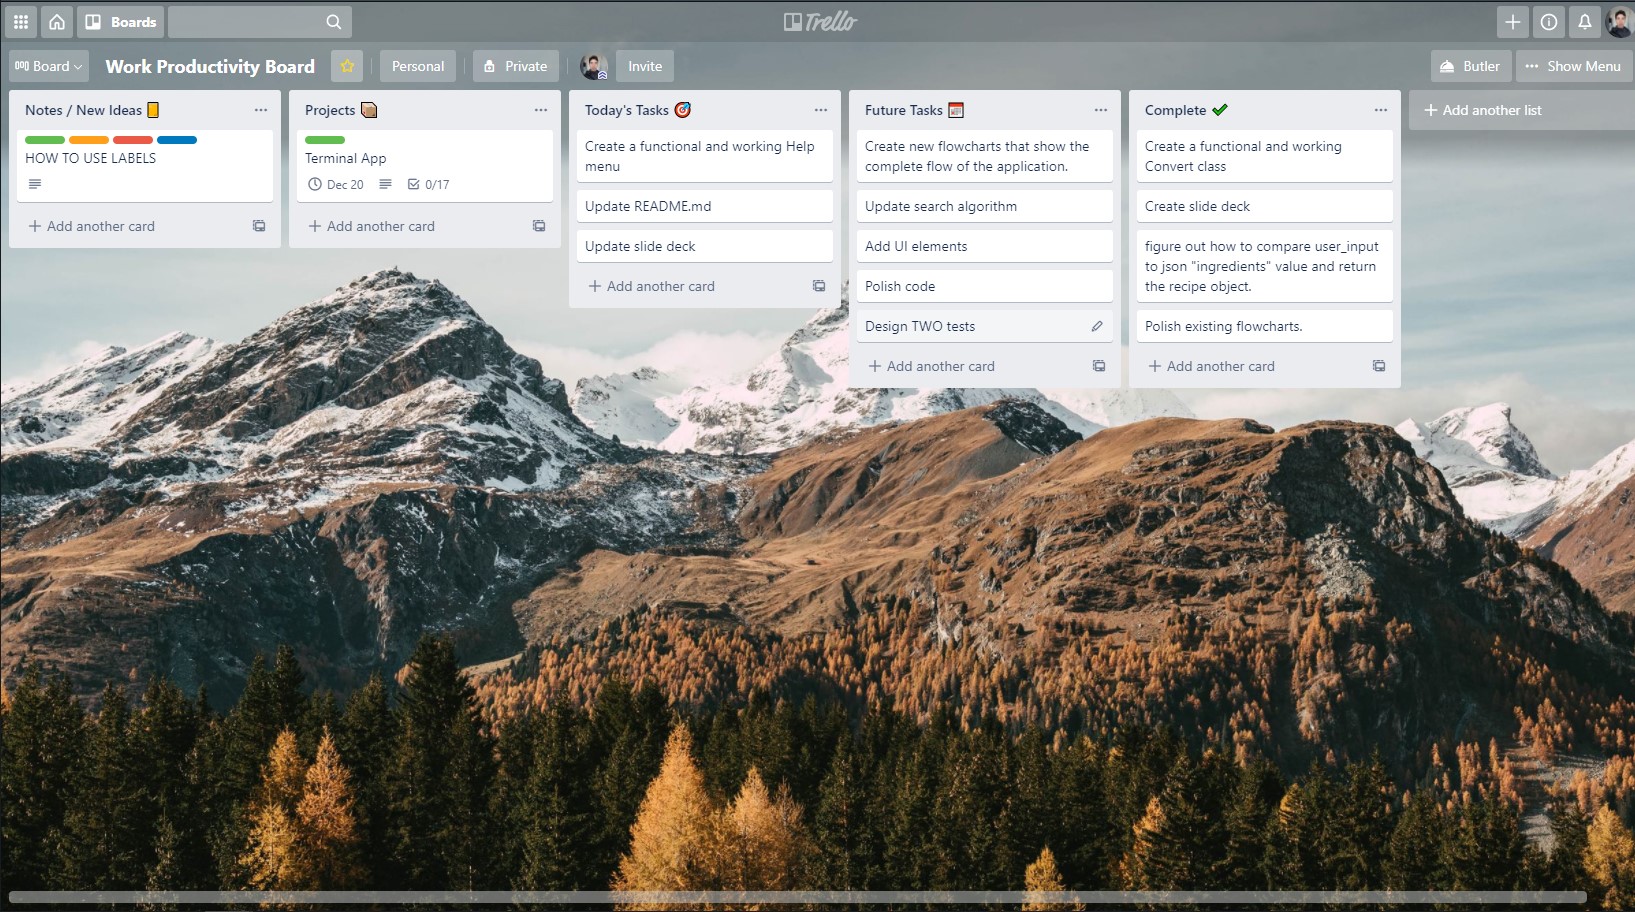 Boards
Trello
Board
Work Productivity Board
Personal
Private
Invite
Butler
Show Menu
Notes / New Ideas
HOW TO USE LABELS
Add another card
Projects
Terminal App
Dec 20
0/17
Add another card
Today's Tasks
Create a functional and working Help
menu
Update README.md
Update slide deck
Add another card
Future Tasks
Create new flowcharts that show the
complete flow of the application.
Update search algorithm
Add UI elements
Polish code
Design TWO tests
Add another card
Complete
Create a functional and working
Convert class
Create slide deck
figure out how to compare user_input
to json "ingredients" value and return
the recipe object.
Polish existing flowcharts.
Add another card
Add another list